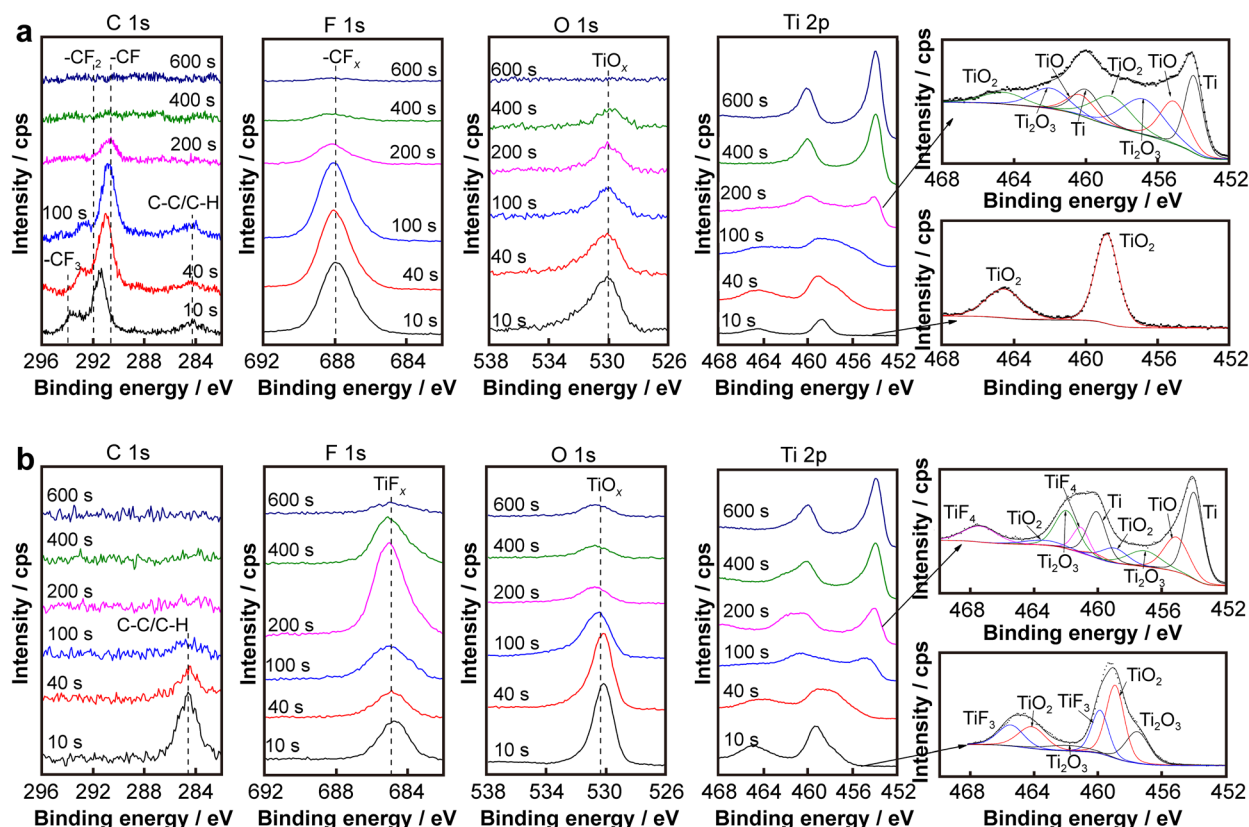 a
C 1s
F 1s
O 1s
Ti 2p
Intensity / cps
-CF2 -CF
600 s
400 s
200 s
100 s
C-C/C-H
-CF3
40 s
10 s
296 292 288 284
Binding energy / eV
Intensity / cps
-CFx
600 s
400 s
200 s
100 s
40 s
10 s
692 688 684
Binding energy / eV
Intensity / cps
TiOx
600 s
400 s
200 s
100 s
40 s
10 s
538 534 530 526
Binding energy / eV
Intensity / cps
600 s
400 s
200 s
100 s
40 s
10 s
468 464 460 456 452
Binding energy / eV
Intensity / cps
TiO2
TiO
TiO2
TiO
Ti
Ti2O3
Ti
Ti2O3
468 464 460 456 452
Binding energy / eV
Intensity / cps
TiO2
TiO2
468 464 460 456 452
Binding energy / eV
b
C 1s
F 1s
O 1s
Ti 2p
Intensity / cps
600 s
400 s
200 s
100 s
C-C/C-H
40 s
10 s
296 292 288 284
Binding energy / eV
Intensity / cps
TiFx
600 s
400 s
200 s
100 s
40 s
10 s
692 688 684
Binding energy / eV
Intensity / cps
TiOx
600 s
400 s
200 s
100 s
40 s
10 s
538 534 530 526
Binding energy / eV
Intensity / cps
600 s
400 s
200 s
100 s
40 s
10 s
468 464 460 456 452
Binding energy / eV
Intensity / cps
TiF4
TiF4
TiO2
Ti
TiO2
TiO
Ti
Ti2O3
Ti2O3
468 464 460 456 452
Binding energy / eV
Intensity / cps
TiF3
TiO2
TiF3
TiO2
Ti2O3
Ti2O3
468 464 460 456 452
Binding energy / eV